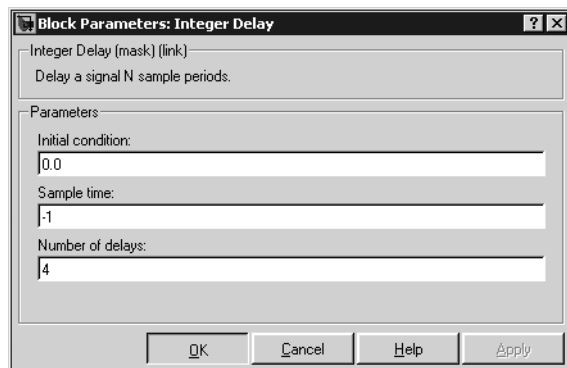 Block Parameters: Integer Delay
Integer Delay (mask) (link)
Delay a signal N sample periods.
Parameters
Initial condition:
0.0
Sample time:
-1
Number of delays:
4
OK Cancel Help Apply